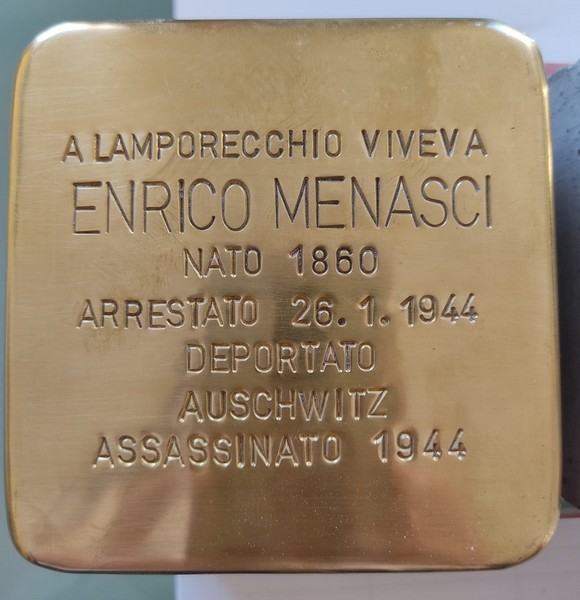 A LAMPORECCHIO VIVEVA
ENRICO MENASCI
NATO 1860
ARRESTATO 26.1.1944
DEPORTATO
AUSCHWITZ
ASSASSINATO 1944